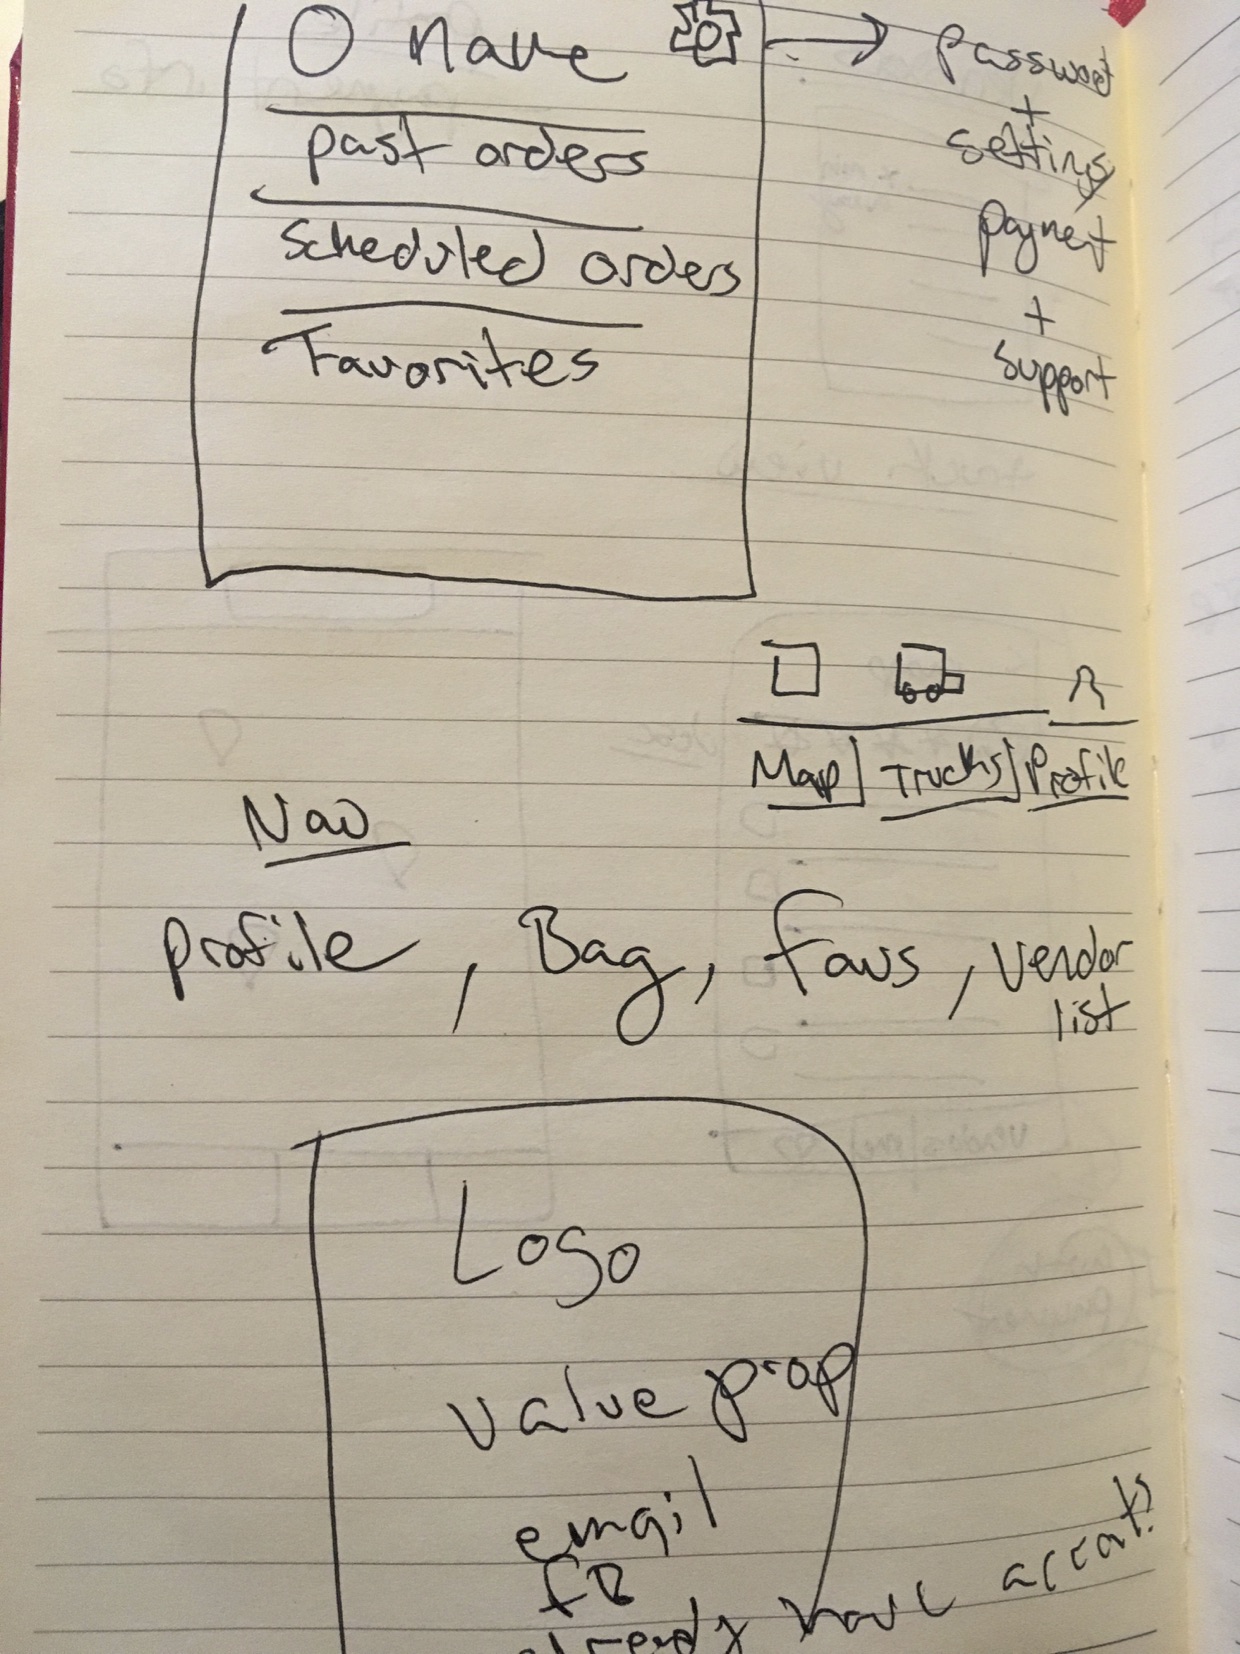 O Name
past orders
Scheduled orders
Favorites
password
+
settings
payment
+
support
Map | Trucks | Profile
Nav
profile, Bag, favs, vendor
list
Logo
value prop
email
FB
already have account?